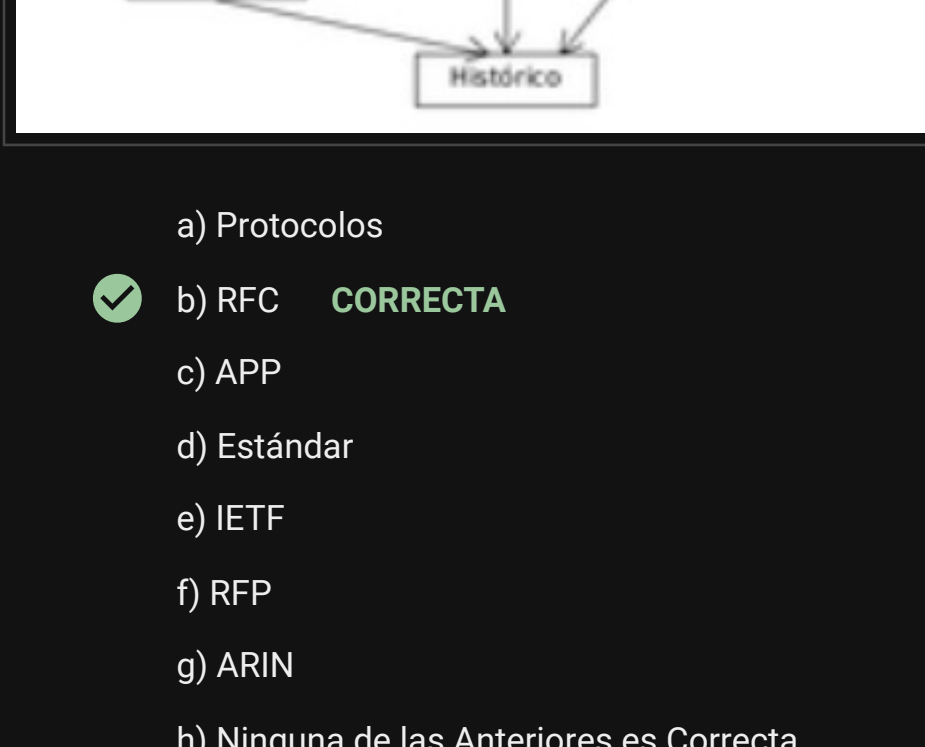 Histórico
a) Protocolos
b) RFC CORRECTA
c) APP
d) Estándar
e) IETF
f) RFP
g) ARIN
h) Ninguna de las Anteriores es Correcta